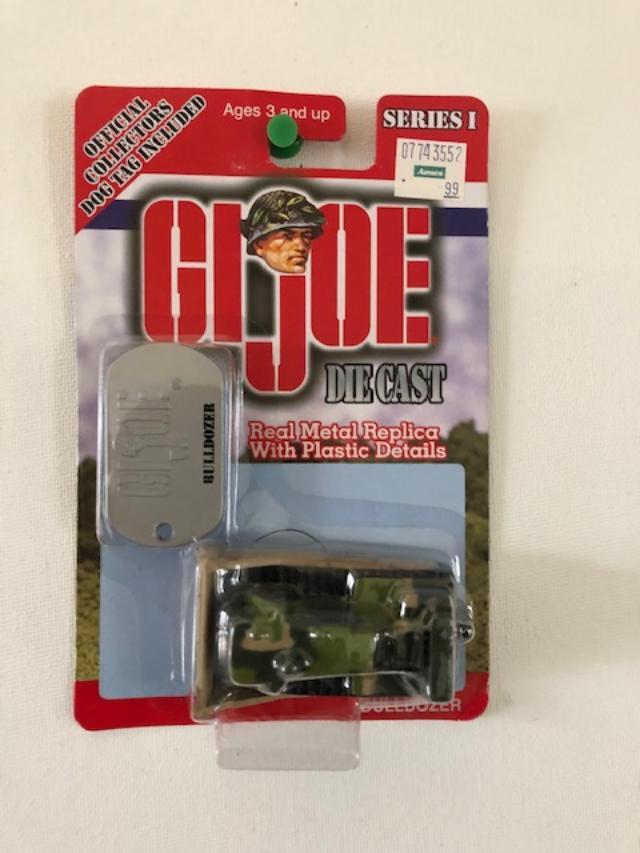 OFFICIAL
COLLECTORS
DOG TAG INCLUDED
Ages 3 and up
SERIES I
07743552
Ames
.99
GI JOE
DIE CAST
Real Metal Replica
With Plastic Details
GI JOE
BULLDOZER
BULLDOZER